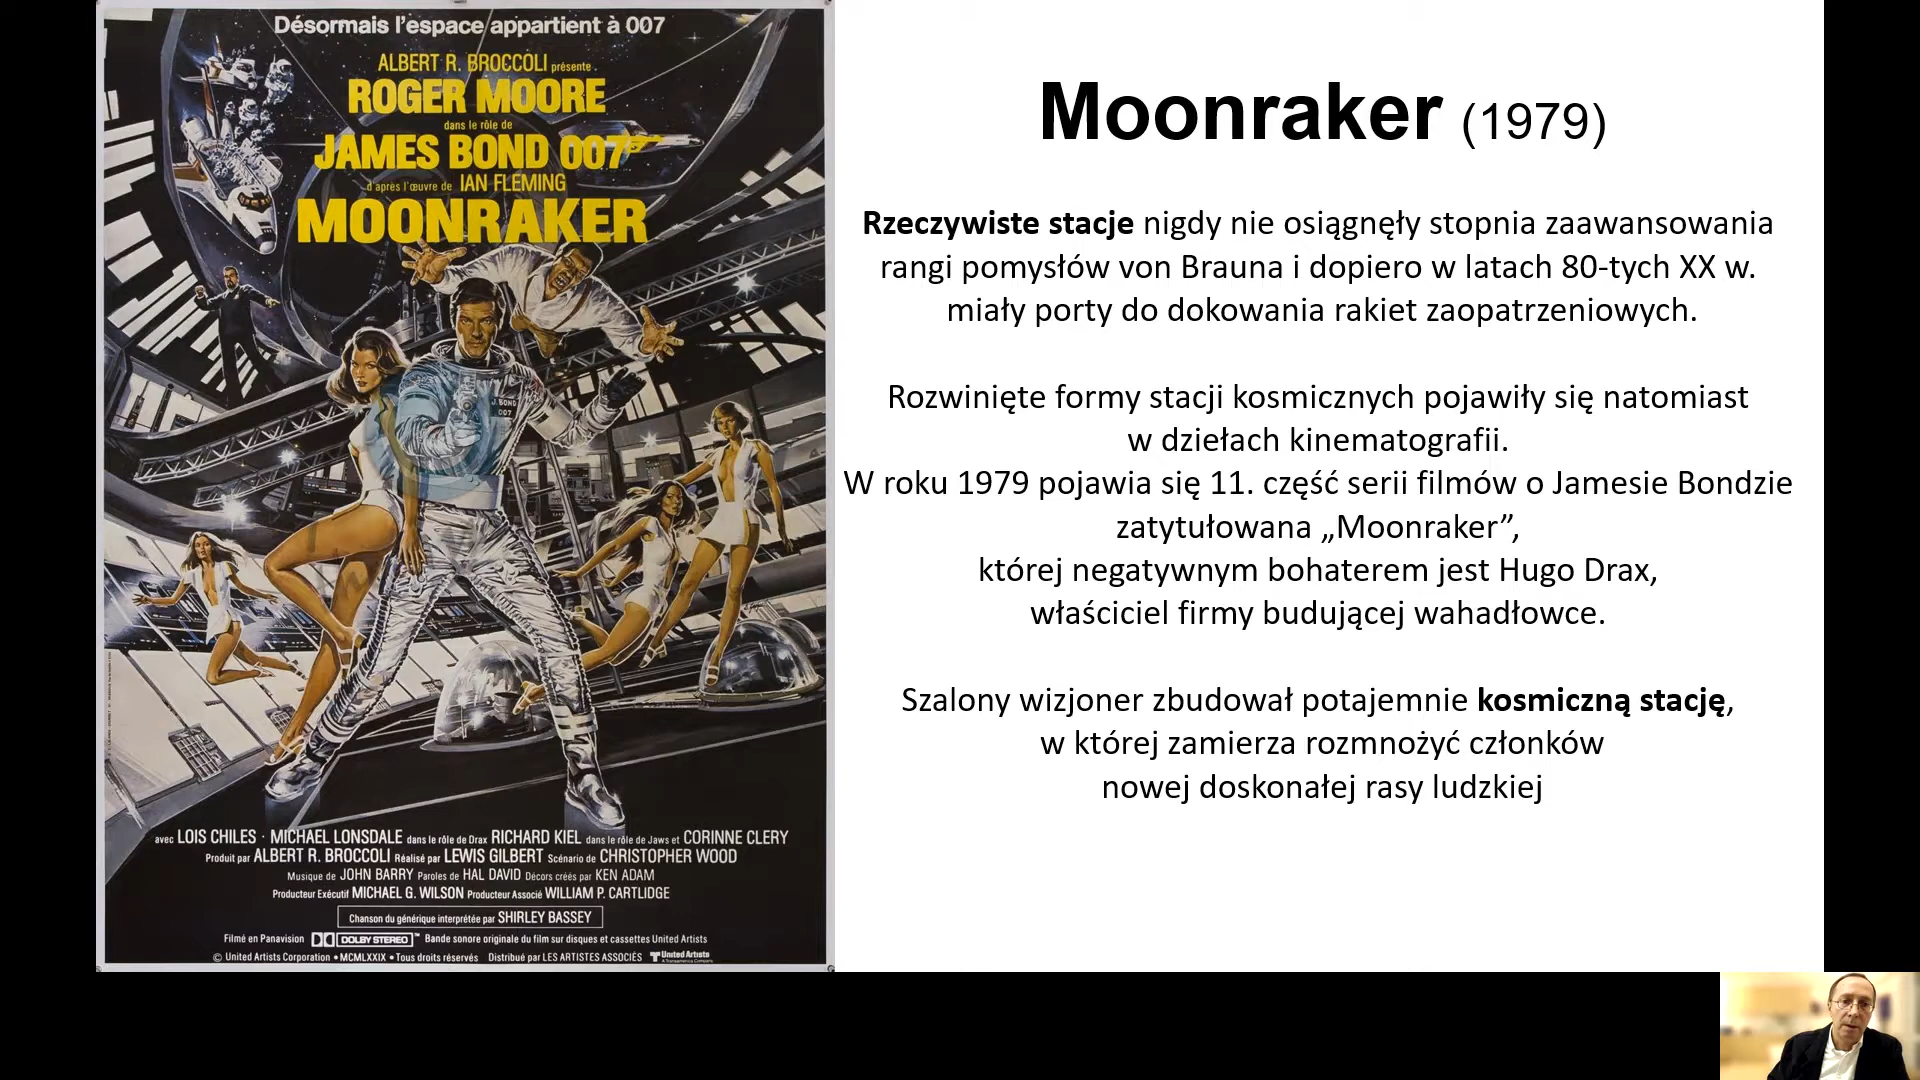 Désormais l'espace appartient à 007
ALBERT R. BROCCOLI présente
ROGER MOORE
dans le rôle de
JAMES BOND 007
d'après l'œuvre de IAN FLEMING
MOONRAKER
J. BOND
007
avec LOIS CHILES · MICHAEL LONSDALE dans le rôle de Drax RICHARD KIEL dans le rôle de Jaws et CORINNE CLERY
Produit par ALBERT R. BROCCOLI Réalisé par LEWIS GILBERT Scénario de CHRISTOPHER WOOD
Musique de JOHN BARRY Paroles de HAL DAVID Décors créés par KEN ADAM
Producteur Exécutif MICHAEL G. WILSON Producteur Associé WILLIAM P. CARTLIDGE
Chanson du générique interprétée par SHIRLEY BASSEY
Filmé en Panavision DOLBY STEREO™ Bande sonore originale du film sur disques et cassettes United Artists
© United Artists Corporation • MCMLXXIX • Tous droits réservés Distribué par LES ARTISTES ASSOCIÉS United Artists
Moonraker (1979)
Rzeczywiste stacje nigdy nie osiągnęły stopnia zaawansowania
rangi pomysłów von Brauna i dopiero w latach 80-tych XX w.
miały porty do dokowania rakiet zaopatrzeniowych.
Rozwinięte formy stacji kosmicznych pojawiły się natomiast
w dziełach kinematografii.
W roku 1979 pojawia się 11. część serii filmów o Jamesie Bondzie
zatytułowana „Moonraker”,
której negatywnym bohaterem jest Hugo Drax,
właściciel firmy budującej wahadłowce.
Szalony wizjoner zbudował potajemnie kosmiczną stację,
w której zamierza rozmnożyć członków
nowej doskonałej rasy ludzkiej